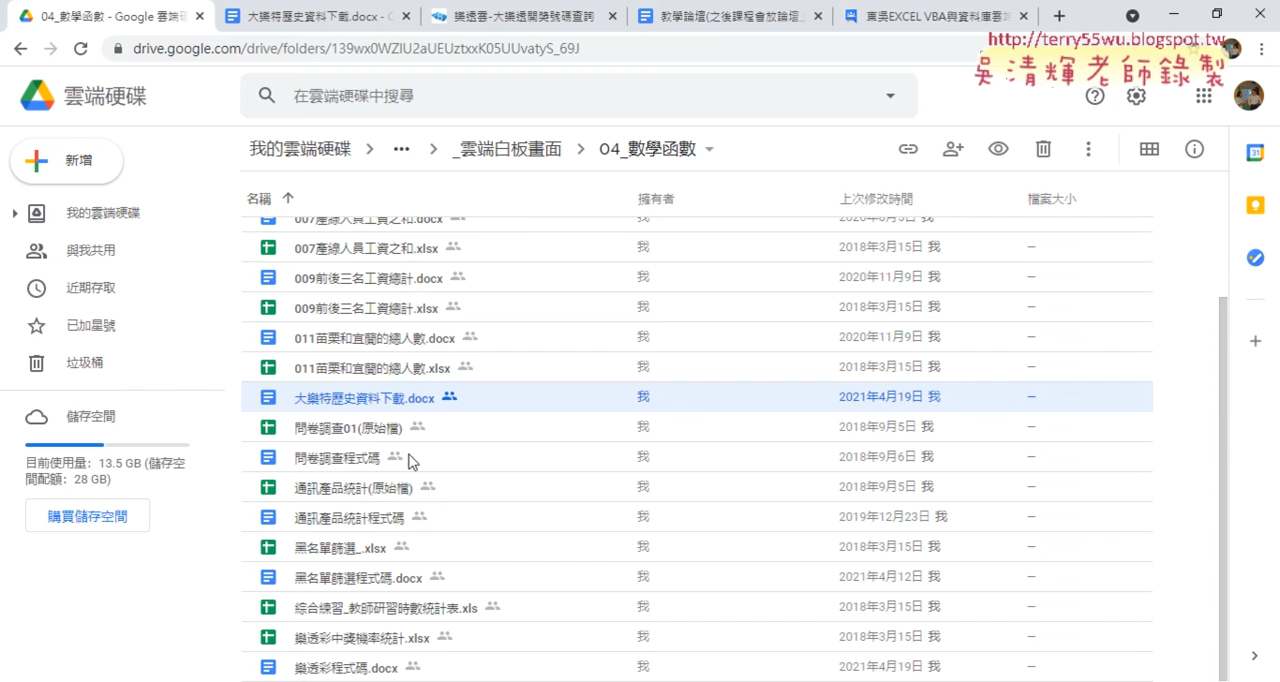 04_數學函數 - Google 雲端硬
大樂特歷史資料下載.docx - G
樂透雲-大樂透開獎號碼查詢
教學論壇(之後課程會放論壇_
東吳EXCEL VBA與資料庫雲端
drive.google.com/drive/folders/139wx0WZIU2aUEUztxxK05UUvatyS_69J
http://terry55wu.blogspot.tw
吳清輝老師錄製
雲端硬碟
在雲端硬碟中搜尋
新增
我的雲端硬碟
與我共用
近期存取
已加星號
垃圾桶
儲存空間
目前使用量：13.5 GB (儲存空
間配額：28 GB)
購買儲存空間
我的雲端硬碟 > ••• > _雲端白板畫面 > 04_數學函數
名稱 擁有者 上次修改時間 檔案大小
007產線人員工資之和.docx 我 2020年8月3日 我
007產線人員工資之和.xlsx 我 2018年3月15日 我 –
009前後三名工資總計.docx 我 2020年11月9日 我 –
009前後三名工資總計.xlsx 我 2018年3月15日 我 –
011苗栗和宜蘭的總人數.docx 我 2020年11月9日 我 –
011苗栗和宜蘭的總人數.xlsx 我 2018年3月15日 我 –
大樂特歷史資料下載.docx 我 2021年4月19日 我 –
問卷調查01(原始檔) 我 2018年9月5日 我 –
問卷調查程式碼 我 2018年9月6日 我 –
通訊產品統計(原始檔) 我 2018年9月5日 我 –
通訊產品統計程式碼 我 2019年12月23日 我 –
黑名單篩選_.xlsx 我 2018年3月15日 我 –
黑名單篩選程式碼.docx 我 2021年4月12日 我 –
綜合練習_教師研習時數統計表.xls 我 2018年3月15日 我 –
樂透彩中獎機率統計.xlsx 我 2018年3月15日 我 –
樂透彩程式碼.docx 我 2021年4月19日 我 –